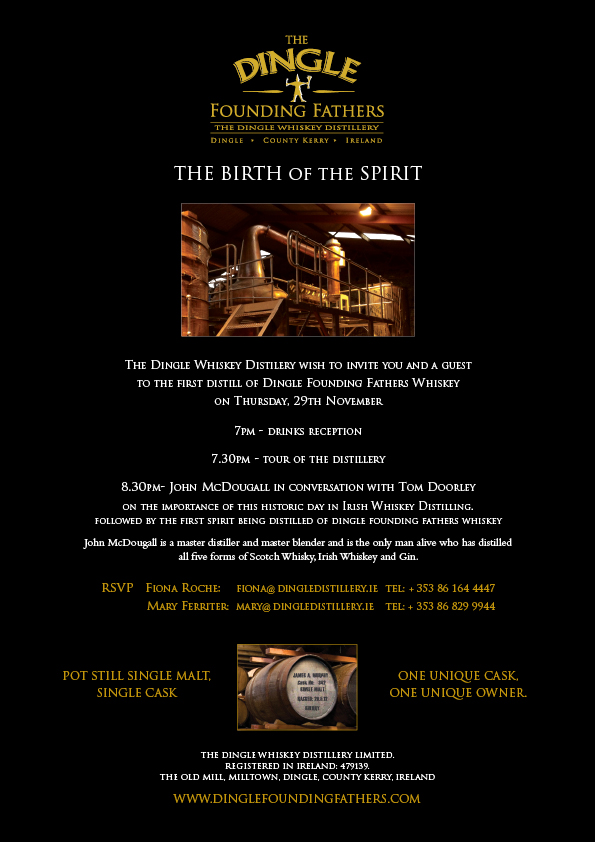 THE
DINGLE
FOUNDING FATHERS
THE DINGLE WHISKEY DISTILLERY
DINGLE • COUNTY KERRY • IRELAND
THE BIRTH OF THE SPIRIT
THE DINGLE WHISKEY DISTILERY WISH TO INVITE YOU AND A GUEST
TO THE FIRST DISTILL OF DINGLE FOUNDING FATHERS WHISKEY
ON THURSDAY, 29TH NOVEMBER
7PM - DRINKS RECEPTION
7.30PM - TOUR OF THE DISTILLERY
8.30PM- JOHN MCDOUGALL IN CONVERSATION WITH TOM DOORLEY
ON THE IMPORTANCE OF THIS HISTORIC DAY IN IRISH WHISKEY DISTILLING.
FOLLOWED BY THE FIRST SPIRIT BEING DISTILLED OF DINGLE FOUNDING FATHERS WHISKEY
John McDougall is a master distiller and master blender and is the only man alive who has distilled
all five forms of Scotch Whisky, Irish Whiskey and Gin.
RSVP FIONA ROCHE: FIONA@DINGLEDISTILLERY.IE TEL: + 353 86 164 4447
MARY FERRITER: MARY@DINGLEDISTILLERY.IE TEL: + 353 86 829 9944
POT STILL SINGLE MALT,
SINGLE CASK
JAMES A. MURPHY
Cask No. 342
SINGLE MALT
SHERRY
ONE UNIQUE CASK,
ONE UNIQUE OWNER.
THE DINGLE WHISKEY DISTILLERY LIMITED.
REGISTERED IN IRELAND: 479139.
THE OLD MILL, MILLTOWN, DINGLE, COUNTY KERRY, IRELAND
WWW.DINGLEFOUNDINGFATHERS.COM